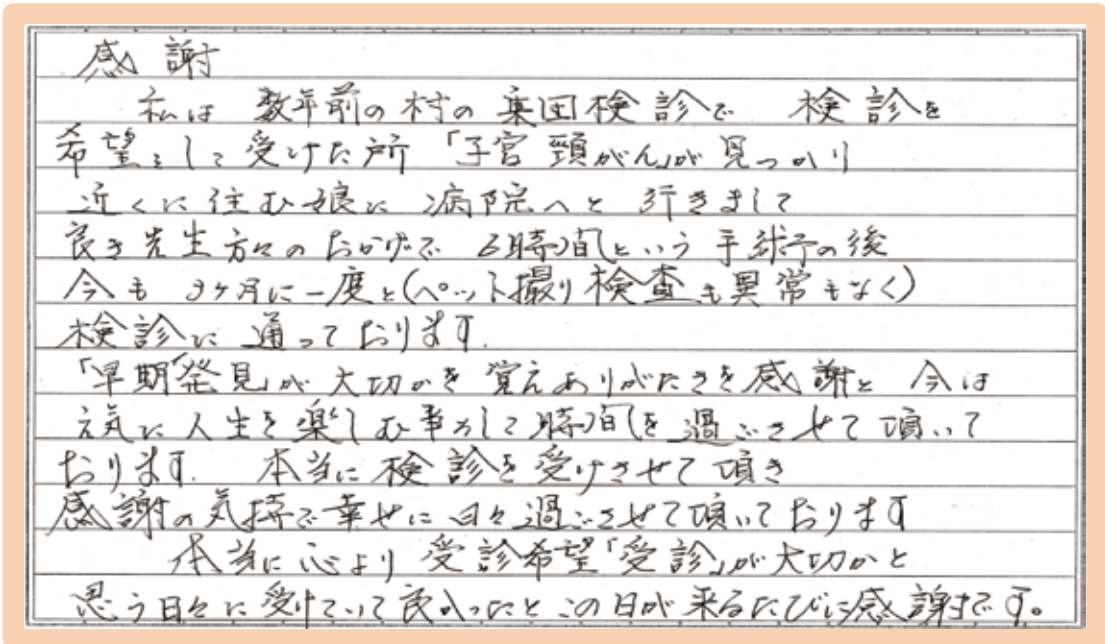 感謝
私は 数年前の村の集団検診で 検診を
希望をして受けた所「子宮頸がん」が見つかり
近くに住む娘に 病院へと 行きまして
良き先生方々のおかげで 6時間という手術の後
今も 3ヶ月に一度と(ペット撮り検査も異常もなく)
検診に通っております。
「早期発見」が大切かを覚えありがたさを感謝と 今は
元気に人生を楽しむ事カして時間を過ごさせて頂いて
おります。 本当に検診を受けさせて頂き
感謝の気持で幸せに日々過ごさせて頂いております
本当に心より受診希望「受診」が大切かと
思う日々に受けていて良かったとこの日が来るたびに感謝です。